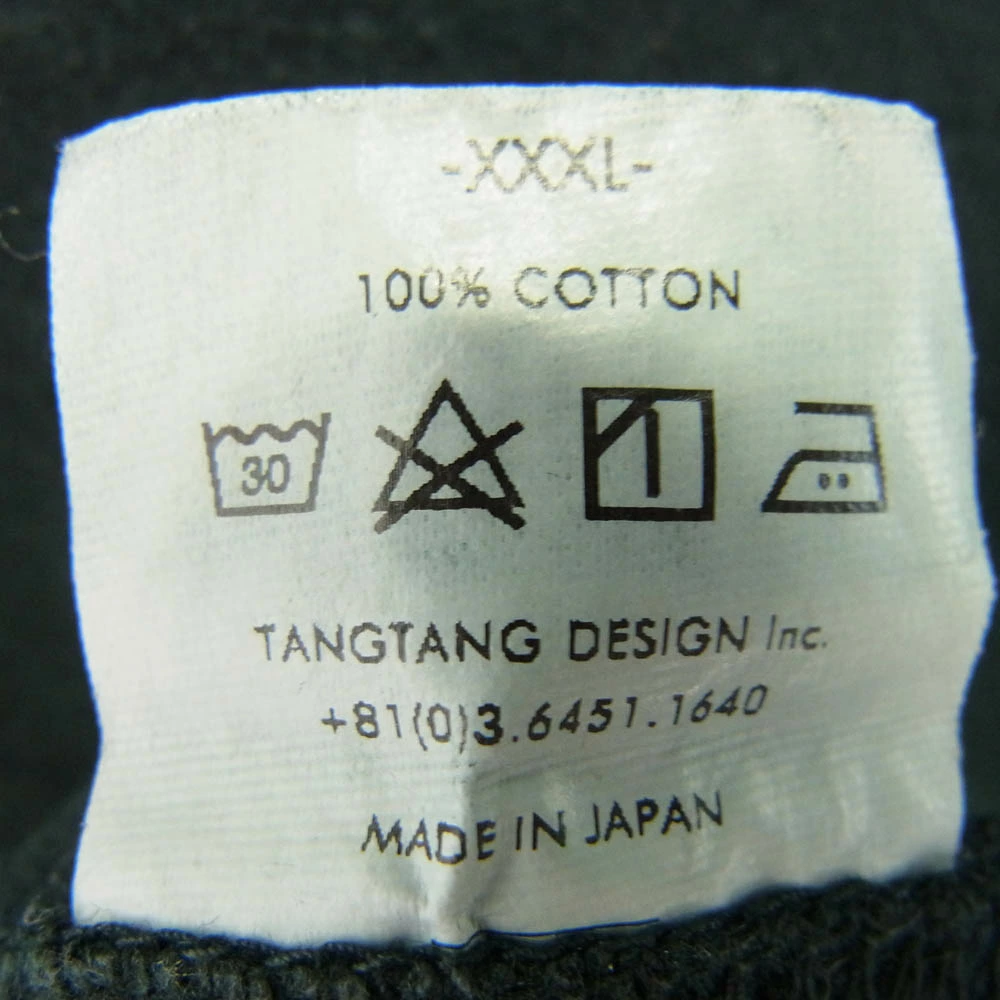 -XXXL-
100% COTTON
30
TANGTANG DESIGN Inc.
+81(0)3.6451.1640
MADE IN JAPAN